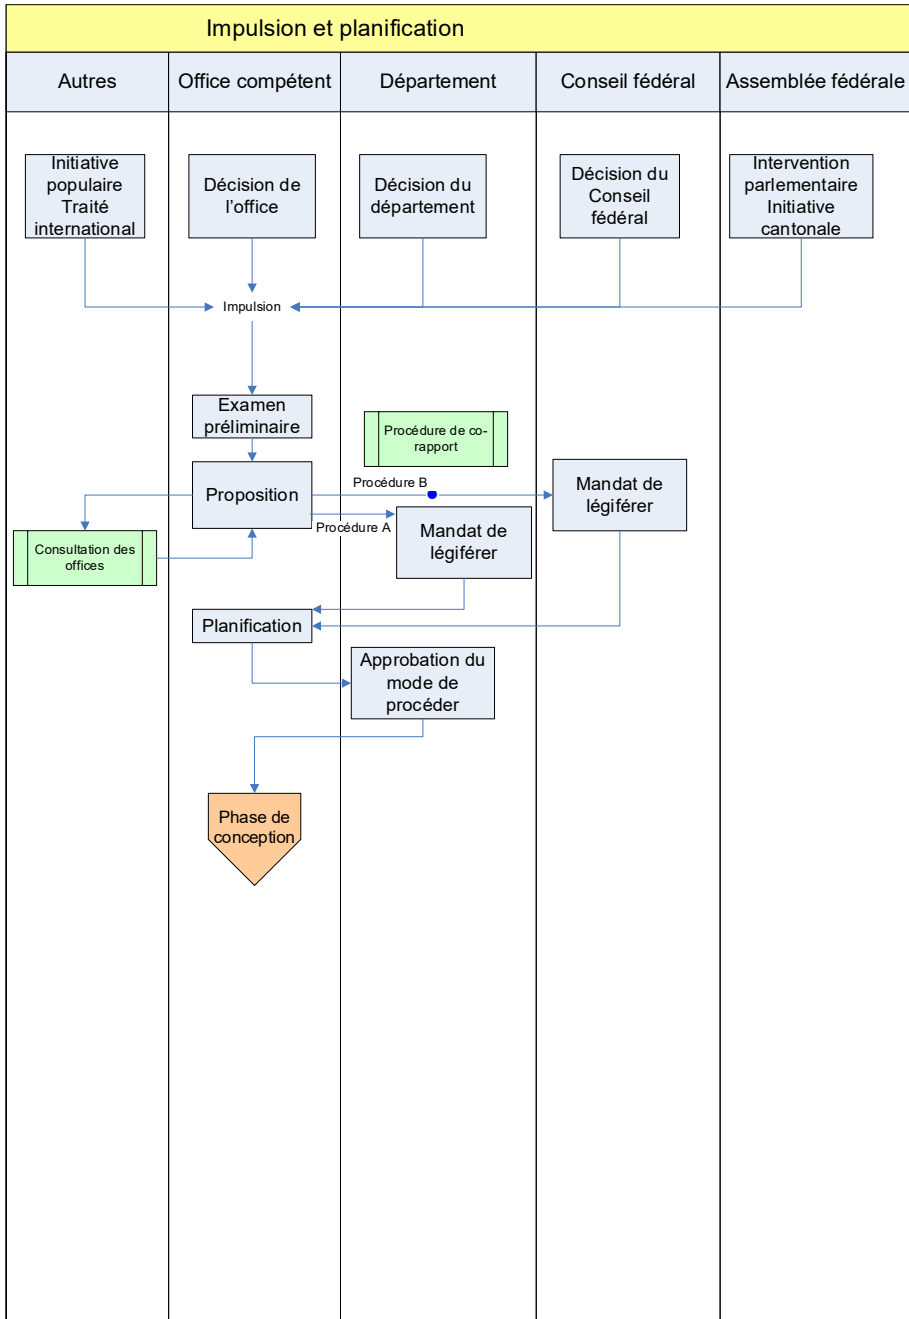 Impulsion et planification
Autres
Office compétent
Département
Conseil fédéral
Assemblée fédérale
Initiative
populaire
Traité
international
Décision de
l'office
Décision du
département
Décision du
Conseil
fédéral
Intervention
parlementaire
Initiative
cantonale
Impulsion
Examen
préliminaire
Procédure de co-
rapport
Proposition
Procédure B
Procédure A
Mandat de
légiférer
Mandat de
légiférer
Consultation des
offices
Planification
Approbation du
mode de
procéder
Phase de
conception